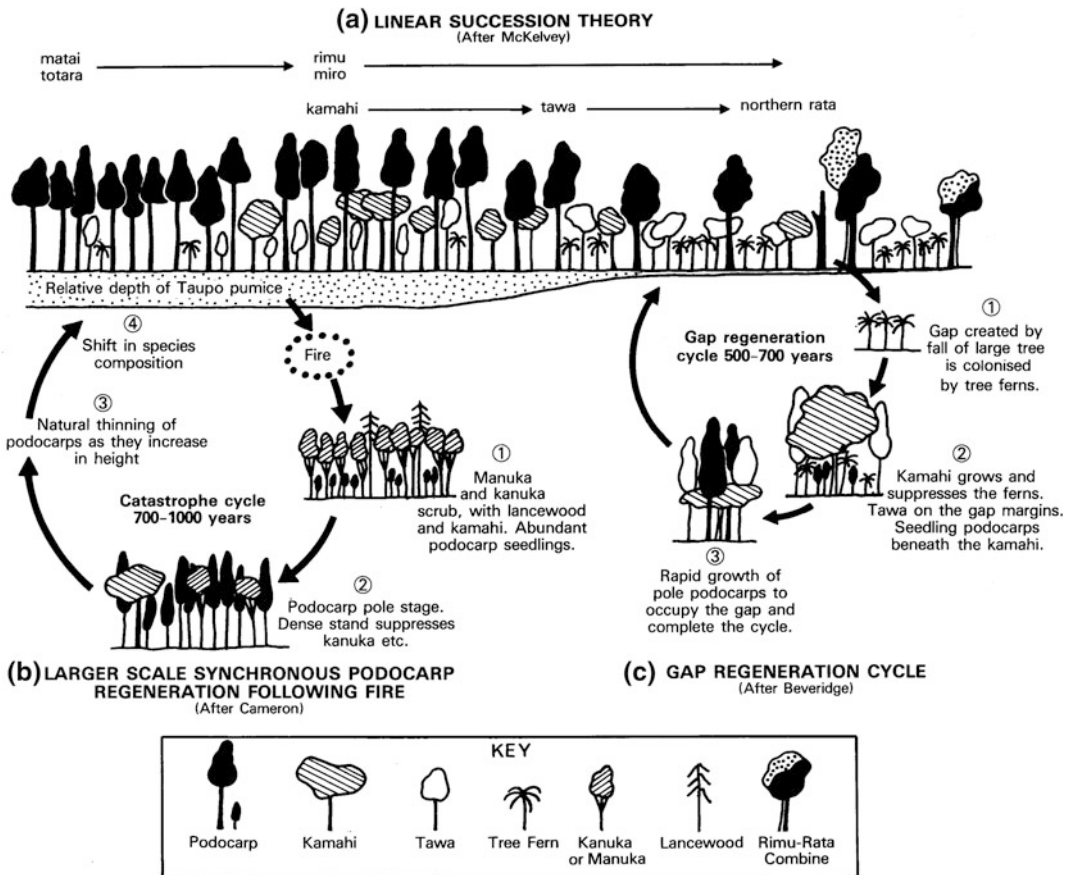 (a) LINEAR SUCCESSION THEORY
(After McKelvey)
matai
totara
rimu
miro
kamahi
tawa
northern rata
Relative depth of Taupo pumice
④
Shift in species
composition
Fire
③
Natural thinning of
podocarps as they increase
in height
Catastrophe cycle
700–1000 years
①
Manuka
and kanuka
scrub, with lancewood
and kamahi. Abundant
podocarp seedlings.
②
Podocarp pole stage.
Dense stand suppresses
kanuka etc.
(b) LARGER SCALE SYNCHRONOUS PODOCARP
REGENERATION FOLLOWING FIRE
(After Cameron)
Gap regeneration
cycle 500–700 years
①
Gap created by
fall of large tree
is colonised
by tree ferns.
②
Kamahi grows and
suppresses the ferns.
Tawa on the gap margins.
Seedling podocarps
beneath the kamahi.
③
Rapid growth of
pole podocarps to
occupy the gap and
complete the cycle.
(c) GAP REGENERATION CYCLE
(After Beveridge)
KEY
Podocarp
Kamahi
Tawa
Tree Fern
Kanuka
or Manuka
Lancewood
Rimu-Rata
Combine